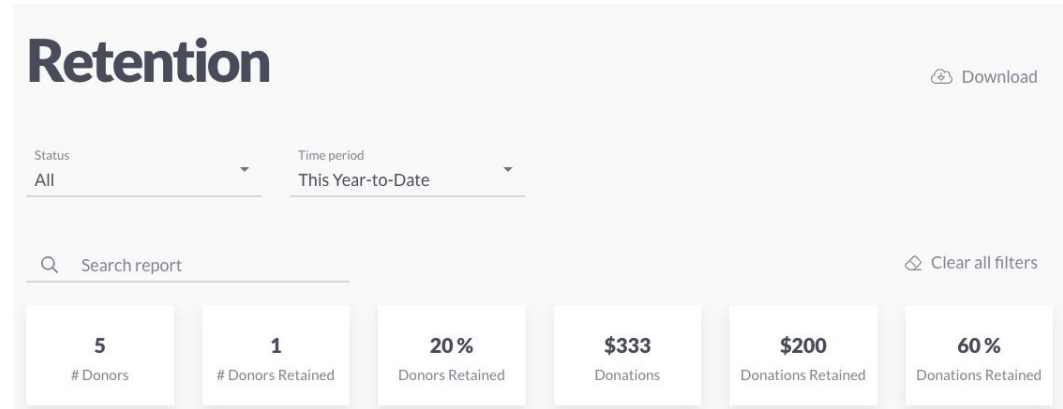 Retention
Download
Status
All
Time period
This Year-to-Date
Search report
Clear all filters
5
# Donors
1
# Donors Retained
20 %
Donors Retained
$333
Donations
$200
Donations Retained
60 %
Donations Retained